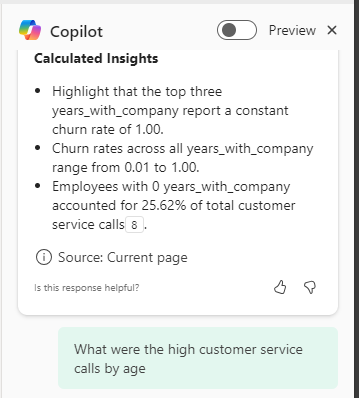 Copilot
Preview
Calculated Insights
Highlight that the top three
years_with_company report a constant
churn rate of 1.00.
Churn rates across all years_with_company
range from 0.01 to 1.00.
Employees with 0 years_with_company
accounted for 25.62% of total customer
service calls 8 .
Source: Current page
Is this response helpful?
What were the high customer service
calls by age